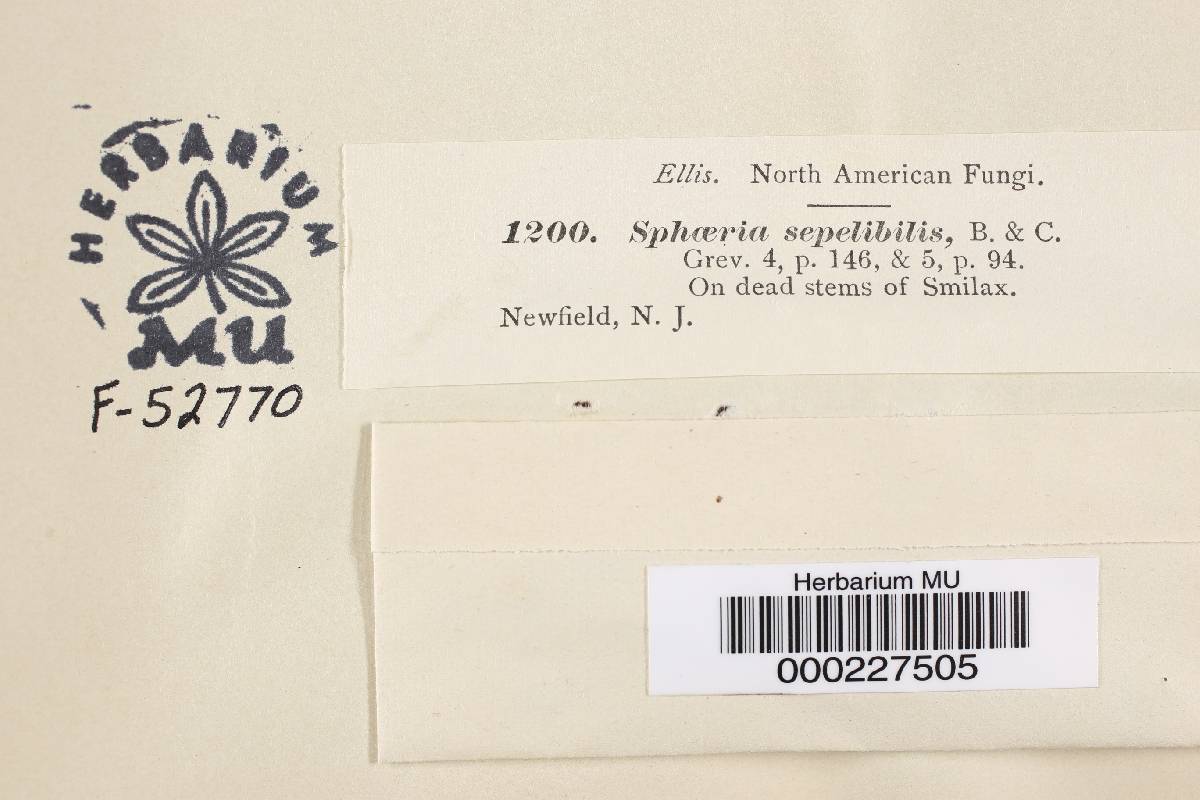 HERBARIUM
MU
F-52770
Ellis. North American Fungi.
1200. Sphæria sepelibilis, B. & C.
Grev. 4, p. 146, & 5, p. 94.
On dead stems of Smilax.
Newfield, N. J.
Herbarium MU
000227505